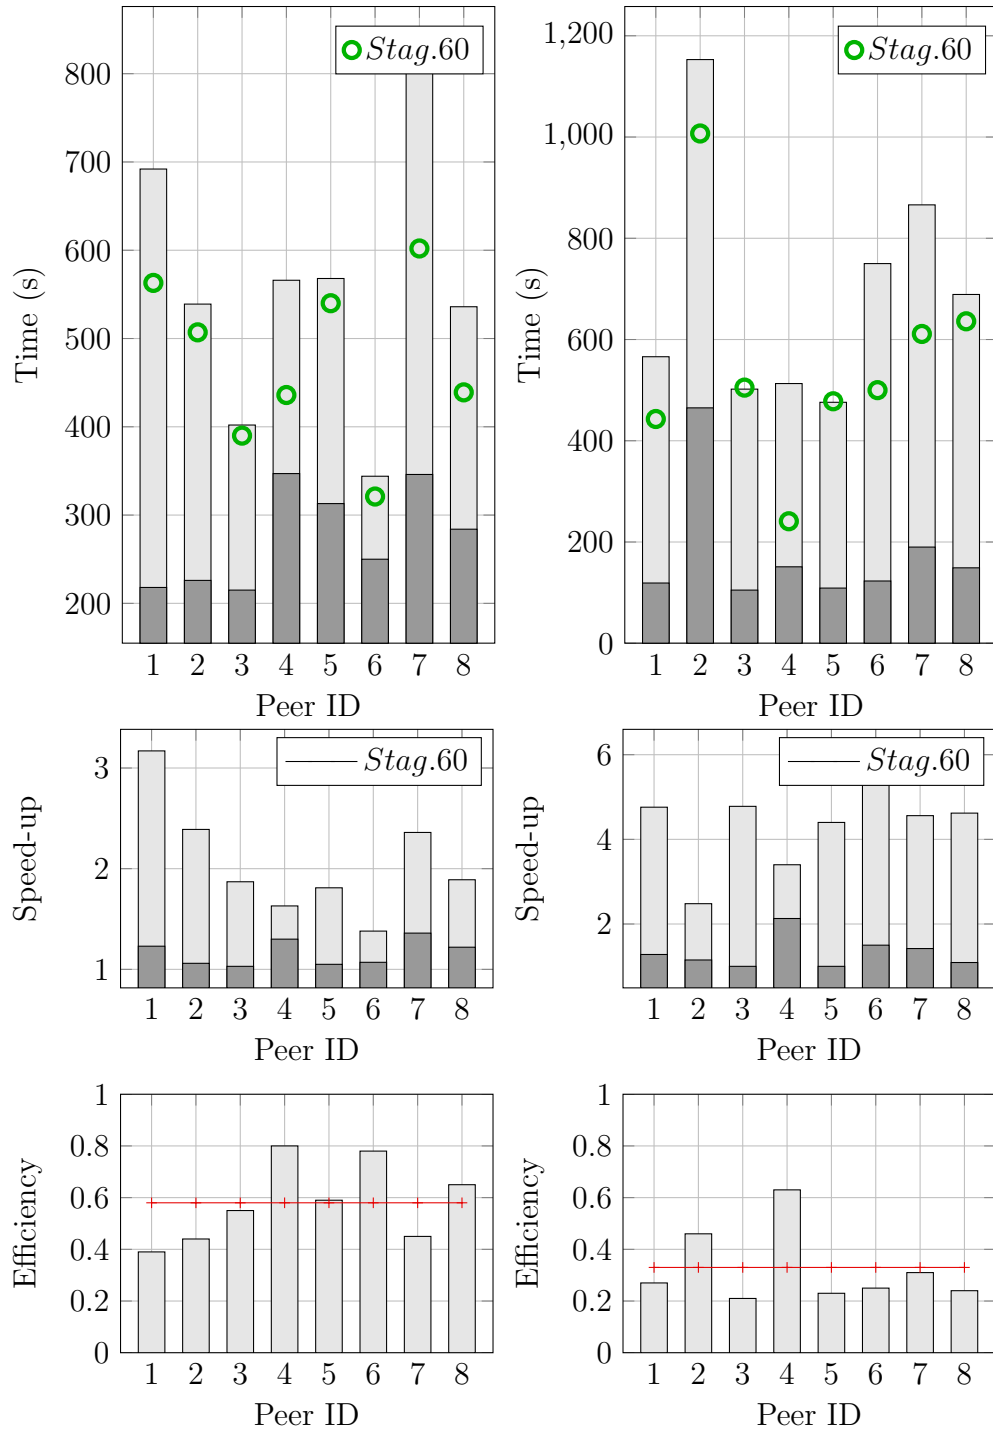 Stag.60
800
700
600
500
400
300
200
Time (s)
1 2 3 4 5 6 7 8
Peer ID
Stag.60
1,200
1,000
800
600
400
200
0
Time (s)
1 2 3 4 5 6 7 8
Peer ID
Stag.60
3
2
1
Speed-up
1 2 3 4 5 6 7 8
Peer ID
Stag.60
6
4
2
Speed-up
1 2 3 4 5 6 7 8
Peer ID
1
0.8
0.6
0.4
0.2
0
Efficiency
1 2 3 4 5 6 7 8
Peer ID
1
0.8
0.6
0.4
0.2
0
Efficiency
1 2 3 4 5 6 7 8
Peer ID